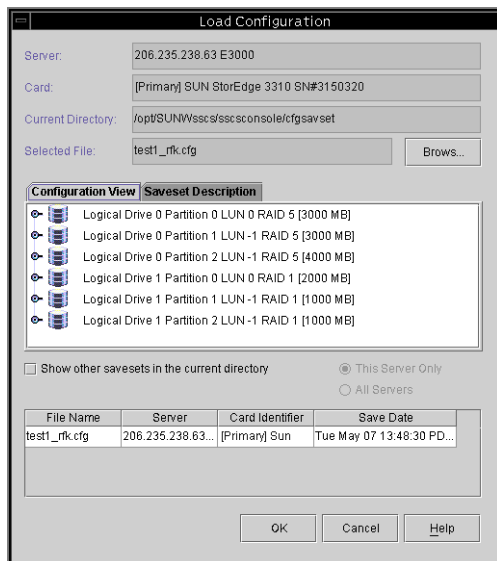 Load Configuration
Server: 206.235.238.63 E3000
Card: [Primary] SUN StorEdge 3310 SN#3150320
Current Directory: /opt/SUNWsscs/sscsconsole/cfgsavset
Selected File: test1_rfk.cfg Brows...
Configuration View Saveset Description
Logical Drive 0 Partition 0 LUN 0 RAID 5 [3000 MB]
Logical Drive 0 Partition 1 LUN -1 RAID 5 [3000 MB]
Logical Drive 0 Partition 2 LUN -1 RAID 5 [4000 MB]
Logical Drive 1 Partition 0 LUN 0 RAID 1 [2000 MB]
Logical Drive 1 Partition 1 LUN -1 RAID 1 [1000 MB]
Logical Drive 1 Partition 2 LUN -1 RAID 1 [1000 MB]
Show other savesets in the current directory This Server Only
All Servers
File Name Server Card Identifier Save Date
test1_rfk.cfg 206.235.238.63... [Primary] Sun Tue May 07 13:48:30 PD...
OK Cancel Help